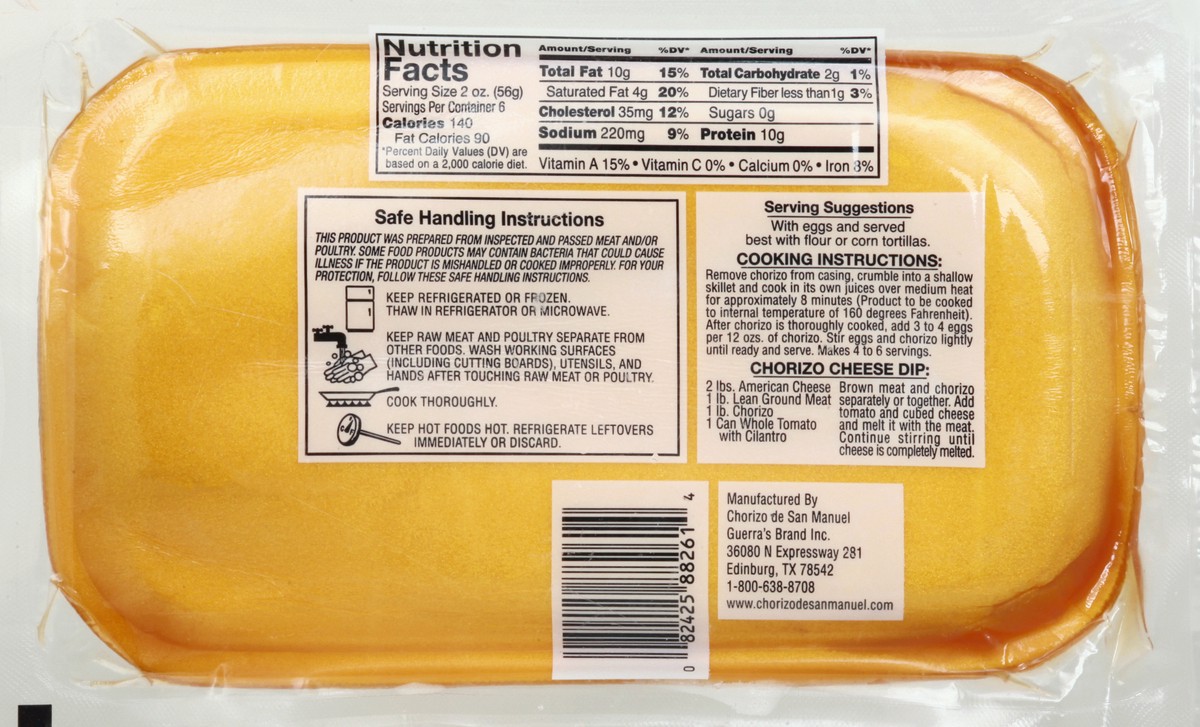 Nutrition
Facts
Serving Size 2 oz. (56g)
Servings Per Container 6
Calories 140
Fat Calories 90
*Percent Daily Values (DV) are
based on a 2,000 calorie diet.
Amount/Serving %DV* Amount/Serving %DV*
Total Fat 10g 15% Total Carbohydrate 2g 1%
Saturated Fat 4g 20% Dietary Fiber less than 1g 3%
Cholesterol 35mg 12% Sugars 0g
Sodium 220mg 9% Protein 10g
Vitamin A 15% • Vitamin C 0% • Calcium 0% • Iron 8%
Safe Handling Instructions
THIS PRODUCT WAS PREPARED FROM INSPECTED AND PASSED MEAT AND/OR
POULTRY. SOME FOOD PRODUCTS MAY CONTAIN BACTERIA THAT COULD CAUSE
ILLNESS IF THE PRODUCT IS MISHANDLED OR COOKED IMPROPERLY. FOR YOUR
PROTECTION, FOLLOW THESE SAFE HANDLING INSTRUCTIONS.
KEEP REFRIGERATED OR FROZEN.
THAW IN REFRIGERATOR OR MICROWAVE.
KEEP RAW MEAT AND POULTRY SEPARATE FROM
OTHER FOODS. WASH WORKING SURFACES
(INCLUDING CUTTING BOARDS), UTENSILS, AND
HANDS AFTER TOUCHING RAW MEAT OR POULTRY.
COOK THOROUGHLY.
KEEP HOT FOODS HOT. REFRIGERATE LEFTOVERS
IMMEDIATELY OR DISCARD.
Serving Suggestions
With eggs and served
best with flour or corn tortillas.
COOKING INSTRUCTIONS:
Remove chorizo from casing, crumble into a shallow
skillet and cook in its own juices over medium heat
for approximately 8 minutes (Product to be cooked
to internal temperature of 160 degrees Fahrenheit).
After chorizo is thoroughly cooked, add 3 to 4 eggs
per 12 ozs. of chorizo. Stir eggs and chorizo lightly
until ready and serve. Makes 4 to 6 servings.
CHORIZO CHEESE DIP:
2 lbs. American Cheese
1 lb. Lean Ground Meat
1 lb. Chorizo
1 Can Whole Tomato
with Cilantro
Brown meat and chorizo
separately or together. Add
tomato and cubed cheese
and melt it with the meat.
Continue stirring until
cheese is completely melted.
0 82425 88261 4
Manufactured By
Chorizo de San Manuel
Guerra's Brand Inc.
36080 N Expressway 281
Edinburg, TX 78542
1-800-638-8708
www.chorizodesanmanuel.com